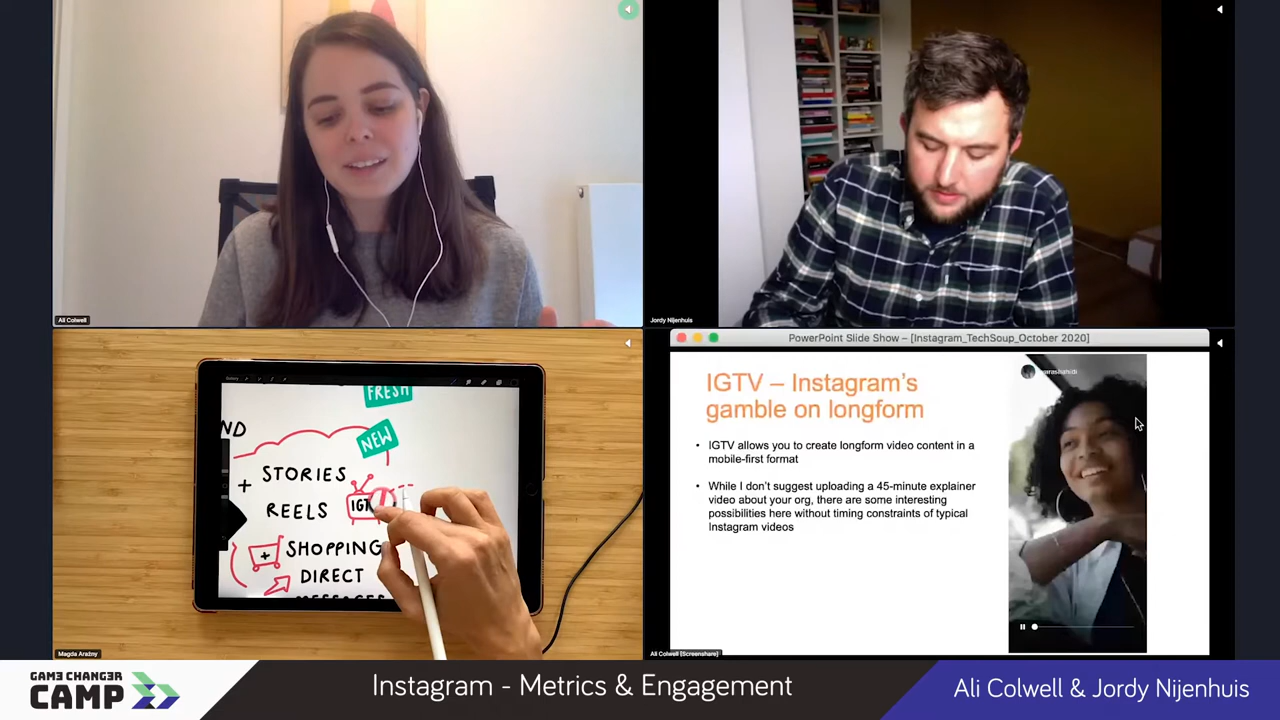 Ali Colwell
Jordy Nijenhuis
FRESH
ND
NEW
+ STORIES
REELS
IGT
+ SHOPPING
DIRECT
Magda Arażny
PowerPoint Slide Show – [Instagram_TechSoup_October 2020]
IGTV – Instagram's
gamble on longform
• IGTV allows you to create longform video content in a
mobile-first format
• While I don't suggest uploading a 45-minute explainer
video about your org, there are some interesting
possibilities here without timing constraints of typical
Instagram videos
Ali Colwell [Screenshare]
GAME CHANGER
CAMP
Instagram - Metrics & Engagement
Ali Colwell & Jordy Nijenhuis